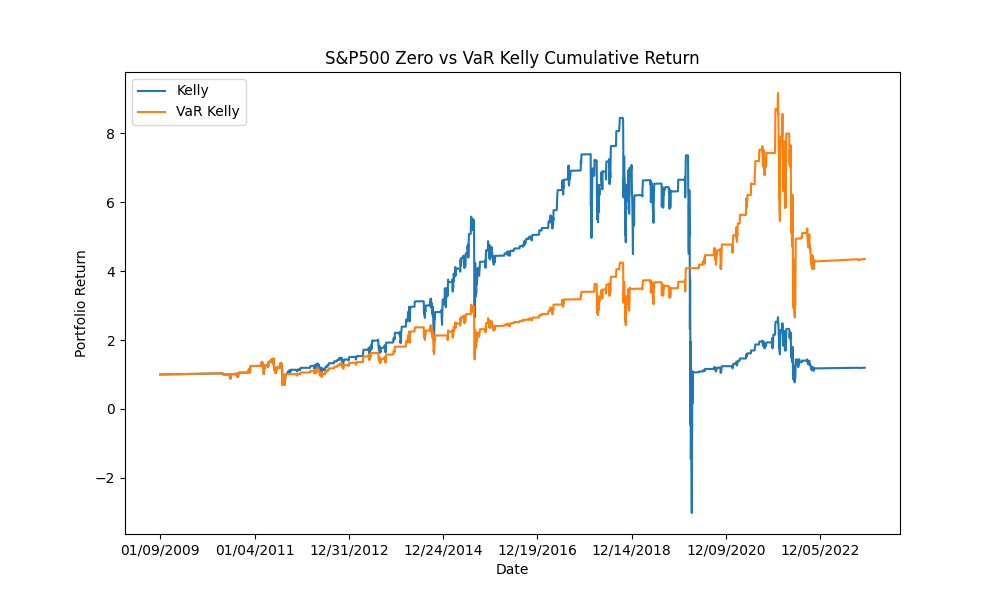 S&P500 Zero vs VaR Kelly Cumulative Return
Kelly
VaR Kelly
8
6
4
2
0
−2
Portfolio Return
01/09/2009 01/04/2011 12/31/2012 12/24/2014 12/19/2016 12/14/2018 12/09/2020 12/05/2022
Date